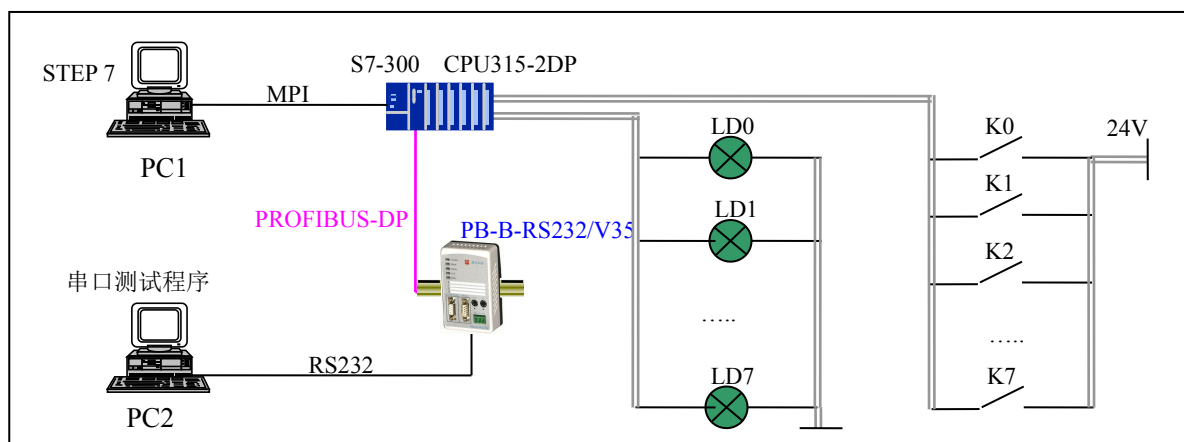 STEP 7
MPI
PC1
S7-300 CPU315-2DP
PROFIBUS-DP
PB-B-RS232/V35
串口测试程序
RS232
PC2
LD0
LD1
…..
LD7
K0
K1
K2
…..
K7
24V